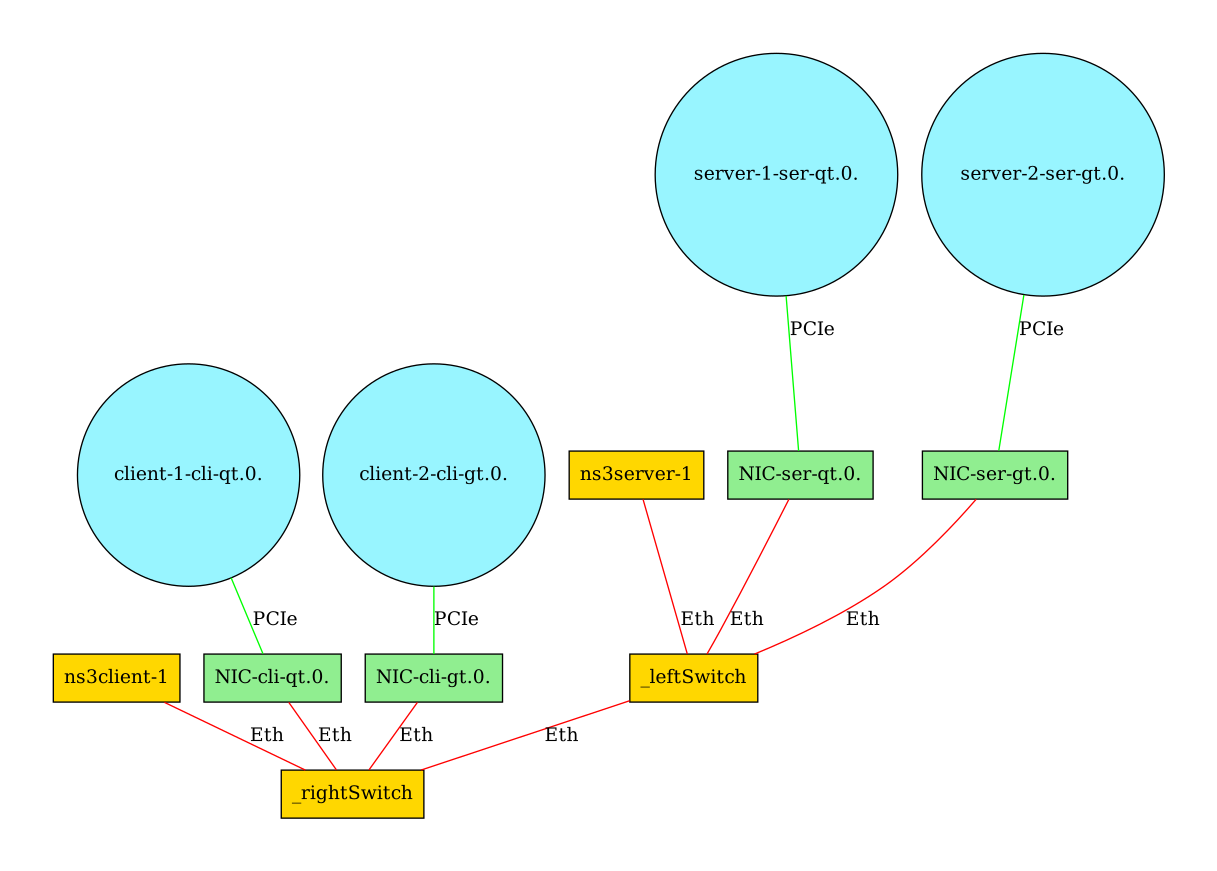 server-1-ser-qt.0.
server-2-ser-gt.0.
PCIe
PCIe
client-1-cli-qt.0.
client-2-cli-gt.0.
ns3server-1
NIC-ser-qt.0.
NIC-ser-gt.0.
PCIe
PCIe
Eth
Eth
Eth
ns3client-1
NIC-cli-qt.0.
NIC-cli-gt.0.
_leftSwitch
Eth
Eth
Eth
Eth
_rightSwitch